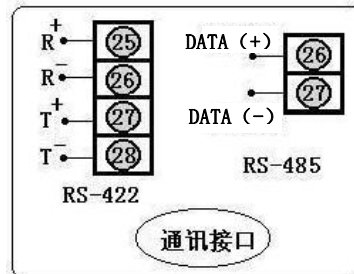 R+ 25
R- 26
T+ 27
T- 28
RS-422
DATA (+) 26
DATA (-) 27
RS-485
通讯接口